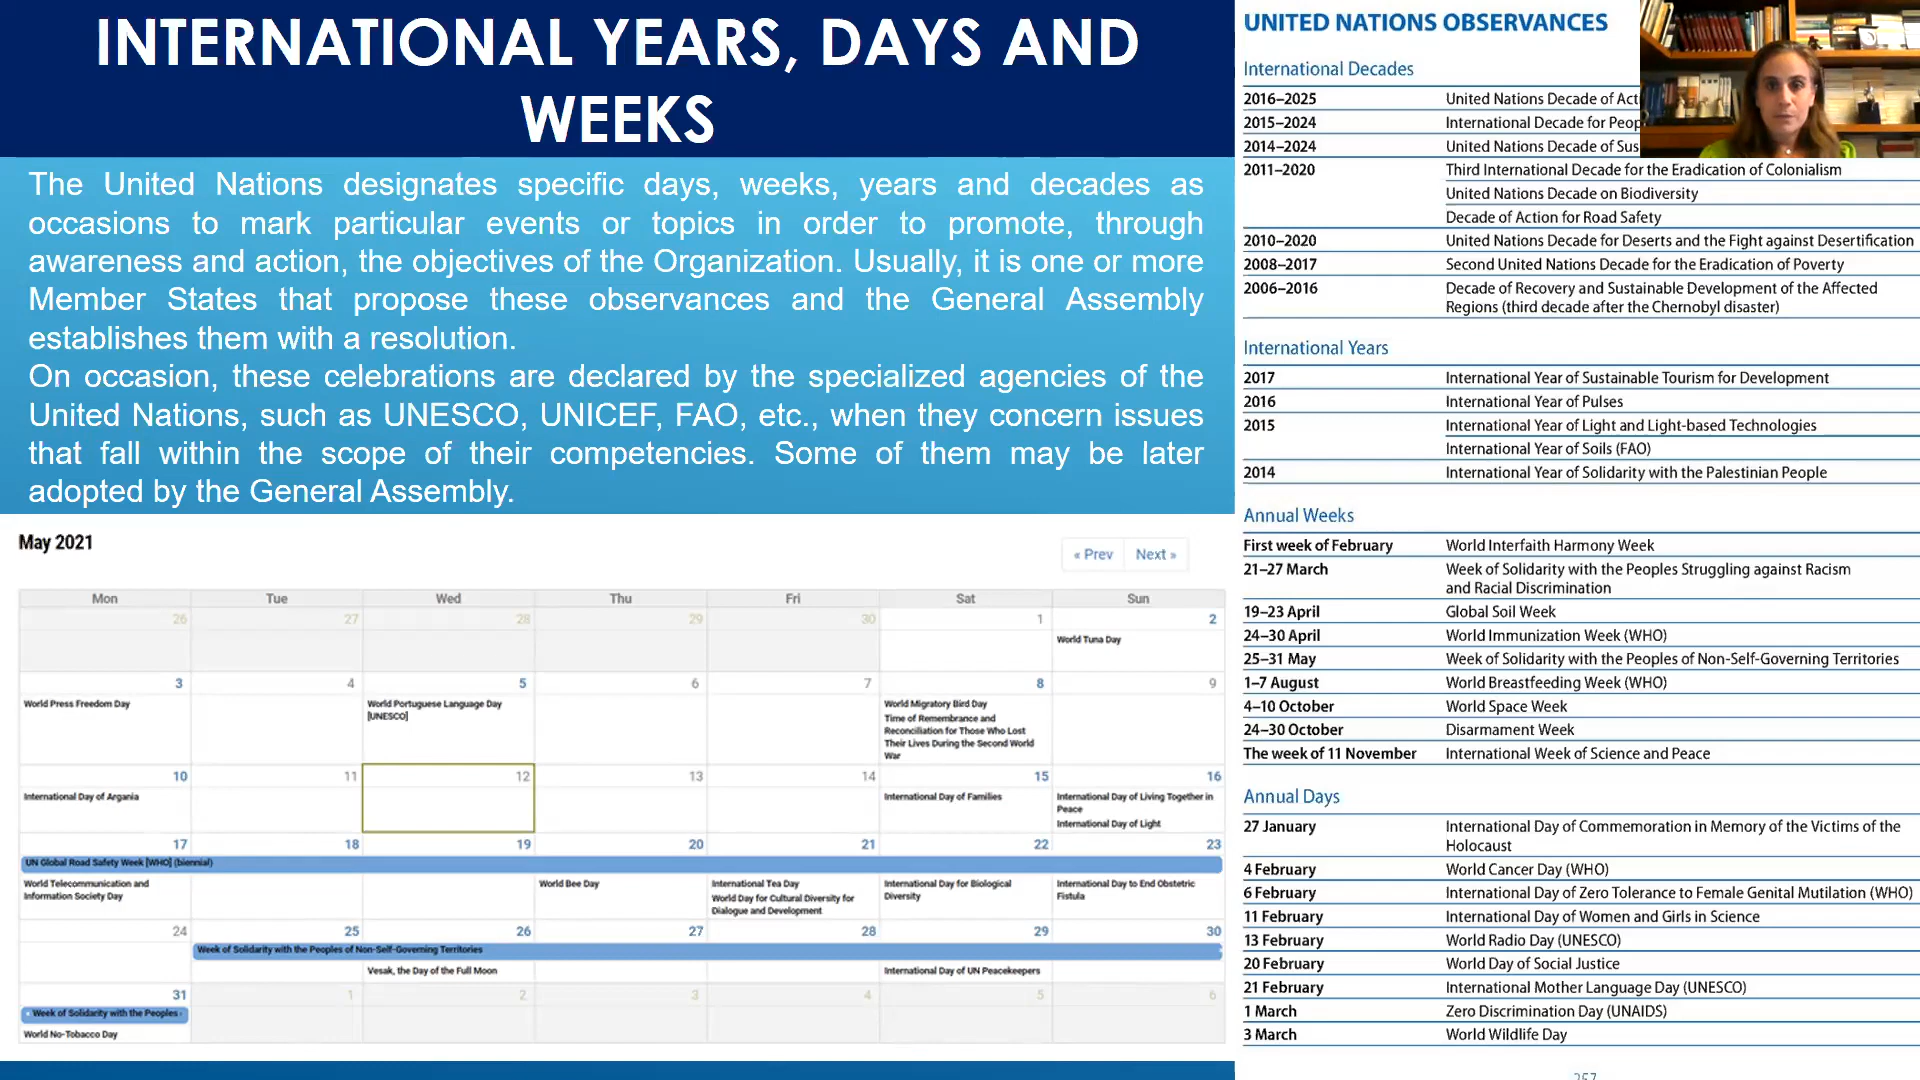 INTERNATIONAL YEARS, DAYS AND
WEEKS
The United Nations designates specific days, weeks, years and decades as
occasions to mark particular events or topics in order to promote, through
awareness and action, the objectives of the Organization. Usually, it is one or more
Member States that propose these observances and the General Assembly
establishes them with a resolution.
On occasion, these celebrations are declared by the specialized agencies of the
United Nations, such as UNESCO, UNICEF, FAO, etc., when they concern issues
that fall within the scope of their competencies. Some of them may be later
adopted by the General Assembly.
May 2021
« Prev Next »
Mon Tue Wed Thu Fri Sat Sun
26 27 28 29 30 1 2
World Tuna Day
3 4 5 6 7 8 9
World Press Freedom Day
World Portuguese Language Day
[UNESCO]
World Migratory Bird Day
Time of Remembrance and
Reconciliation for Those Who Lost
Their Lives During the Second World
War
10 11 12 13 14 15 16
International Day of Argania
International Day of Families
International Day of Living Together in
Peace
International Day of Light
17 18 19 20 21 22 23
UN Global Road Safety Week [WHO] (biennial)
World Telecommunication and
Information Society Day
World Bee Day
International Tea Day
World Day for Cultural Diversity for
Dialogue and Development
International Day for Biological
Diversity
International Day to End Obstetric
Fistula
24 25 26 27 28 29 30
Week of Solidarity with the Peoples of Non-Self-Governing Territories
Vesak, the Day of the Full Moon
International Day of UN Peacekeepers
31 1 2 3 4 5 6
Week of Solidarity with the Peoples
World No-Tobacco Day
UNITED NATIONS OBSERVANCES
International Decades
2016–2025 United Nations Decade of Act
2015–2024 International Decade for Peop
2014–2024 United Nations Decade of Sus
2011–2020 Third International Decade for the Eradication of Colonialism
United Nations Decade on Biodiversity
Decade of Action for Road Safety
2010–2020 United Nations Decade for Deserts and the Fight against Desertification
2008–2017 Second United Nations Decade for the Eradication of Poverty
2006–2016 Decade of Recovery and Sustainable Development of the Affected
Regions (third decade after the Chernobyl disaster)
International Years
2017 International Year of Sustainable Tourism for Development
2016 International Year of Pulses
2015 International Year of Light and Light-based Technologies
International Year of Soils (FAO)
2014 International Year of Solidarity with the Palestinian People
Annual Weeks
First week of February World Interfaith Harmony Week
21–27 March Week of Solidarity with the Peoples Struggling against Racism
and Racial Discrimination
19–23 April Global Soil Week
24–30 April World Immunization Week (WHO)
25–31 May Week of Solidarity with the Peoples of Non-Self-Governing Territories
1–7 August World Breastfeeding Week (WHO)
4–10 October World Space Week
24–30 October Disarmament Week
The week of 11 November International Week of Science and Peace
Annual Days
27 January International Day of Commemoration in Memory of the Victims of the
Holocaust
4 February World Cancer Day (WHO)
6 February International Day of Zero Tolerance to Female Genital Mutilation (WHO)
11 February International Day of Women and Girls in Science
13 February World Radio Day (UNESCO)
20 February World Day of Social Justice
21 February International Mother Language Day (UNESCO)
1 March Zero Discrimination Day (UNAIDS)
3 March World Wildlife Day
257